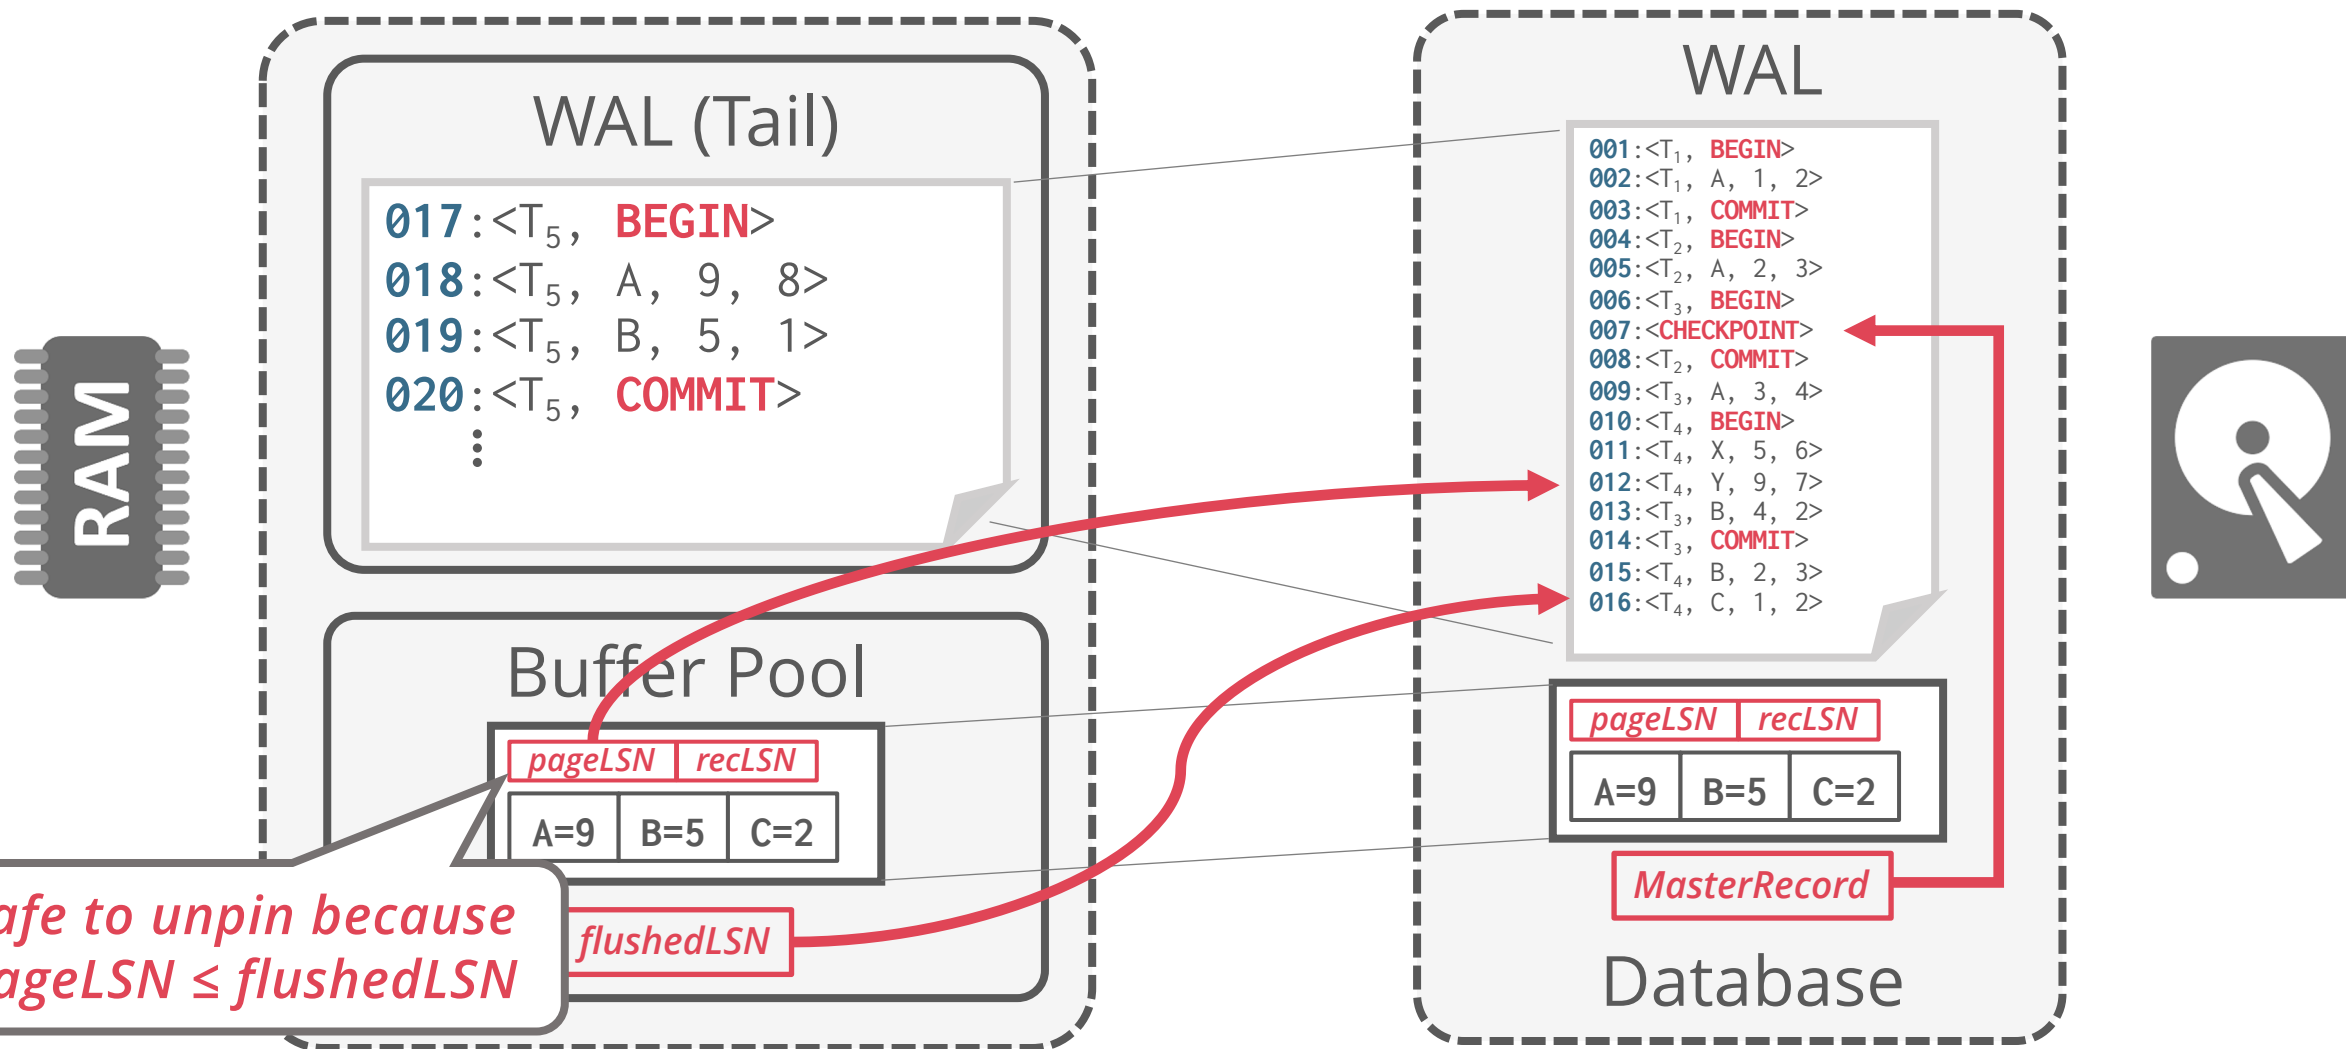 RAM
WAL (Tail)
017:<T5, BEGIN>
018:<T5, A, 9, 8>
019:<T5, B, 5, 1>
020:<T5, COMMIT>
⋮
Buffer Pool
pageLSN recLSN
A=9 B=5 C=2
afe to unpin because
ageLSN ≤ flushedLSN
flushedLSN
WAL
001:<T1, BEGIN>
002:<T1, A, 1, 2>
003:<T1, COMMIT>
004:<T2, BEGIN>
005:<T2, A, 2, 3>
006:<T3, BEGIN>
007:<CHECKPOINT>
008:<T2, COMMIT>
009:<T3, A, 3, 4>
010:<T4, BEGIN>
011:<T4, X, 5, 6>
012:<T4, Y, 9, 7>
013:<T3, B, 4, 2>
014:<T3, COMMIT>
015:<T4, B, 2, 3>
016:<T4, C, 1, 2>
pageLSN recLSN
A=9 B=5 C=2
MasterRecord
Database